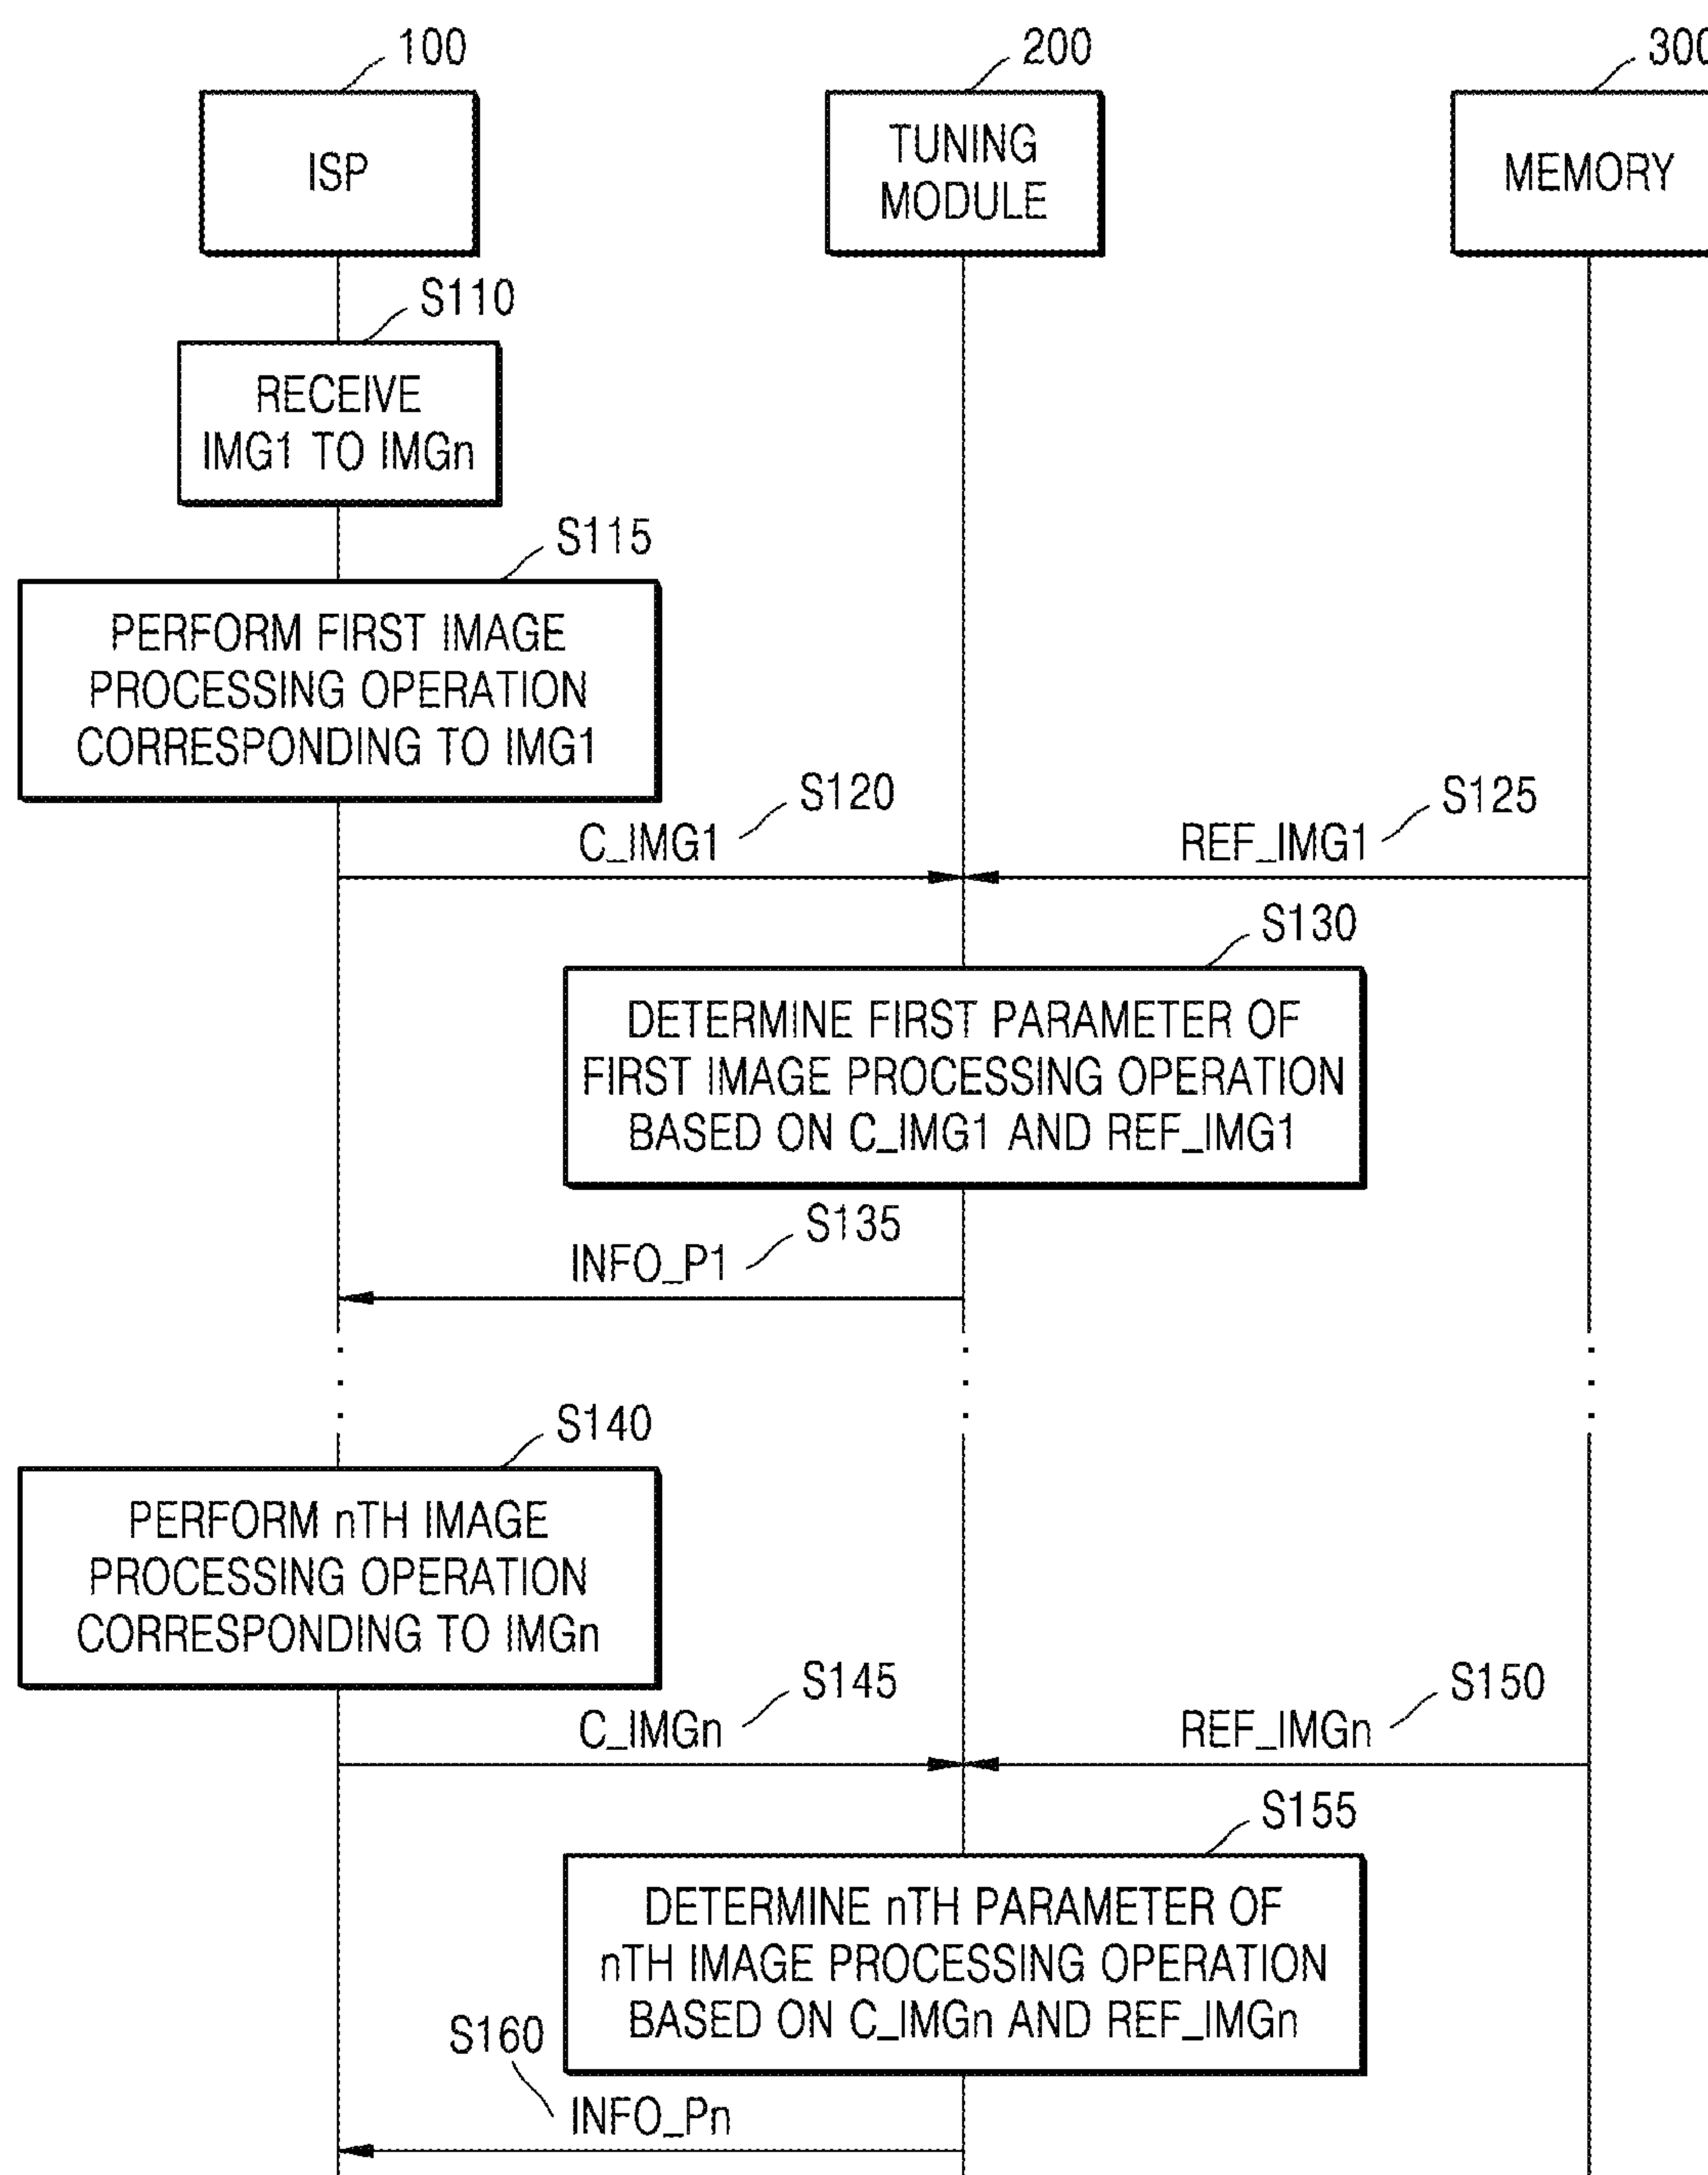 100
200
300
ISP
TUNING
MODULE
MEMORY
S110
RECEIVE
IMG1 TO IMGn
S115
PERFORM FIRST IMAGE
PROCESSING OPERATION
CORRESPONDING TO IMG1
C_IMG1
S120
REF_IMG1
S125
S130
DETERMINE FIRST PARAMETER OF
FIRST IMAGE PROCESSING OPERATION
BASED ON C_IMG1 AND REF_IMG1
INFO_P1
S135
S140
PERFORM nTH IMAGE
PROCESSING OPERATION
CORRESPONDING TO IMGn
C_IMGn
S145
REF_IMGn
S150
S155
DETERMINE nTH PARAMETER OF
nTH IMAGE PROCESSING OPERATION
BASED ON C_IMGn AND REF_IMGn
S160
INFO_Pn